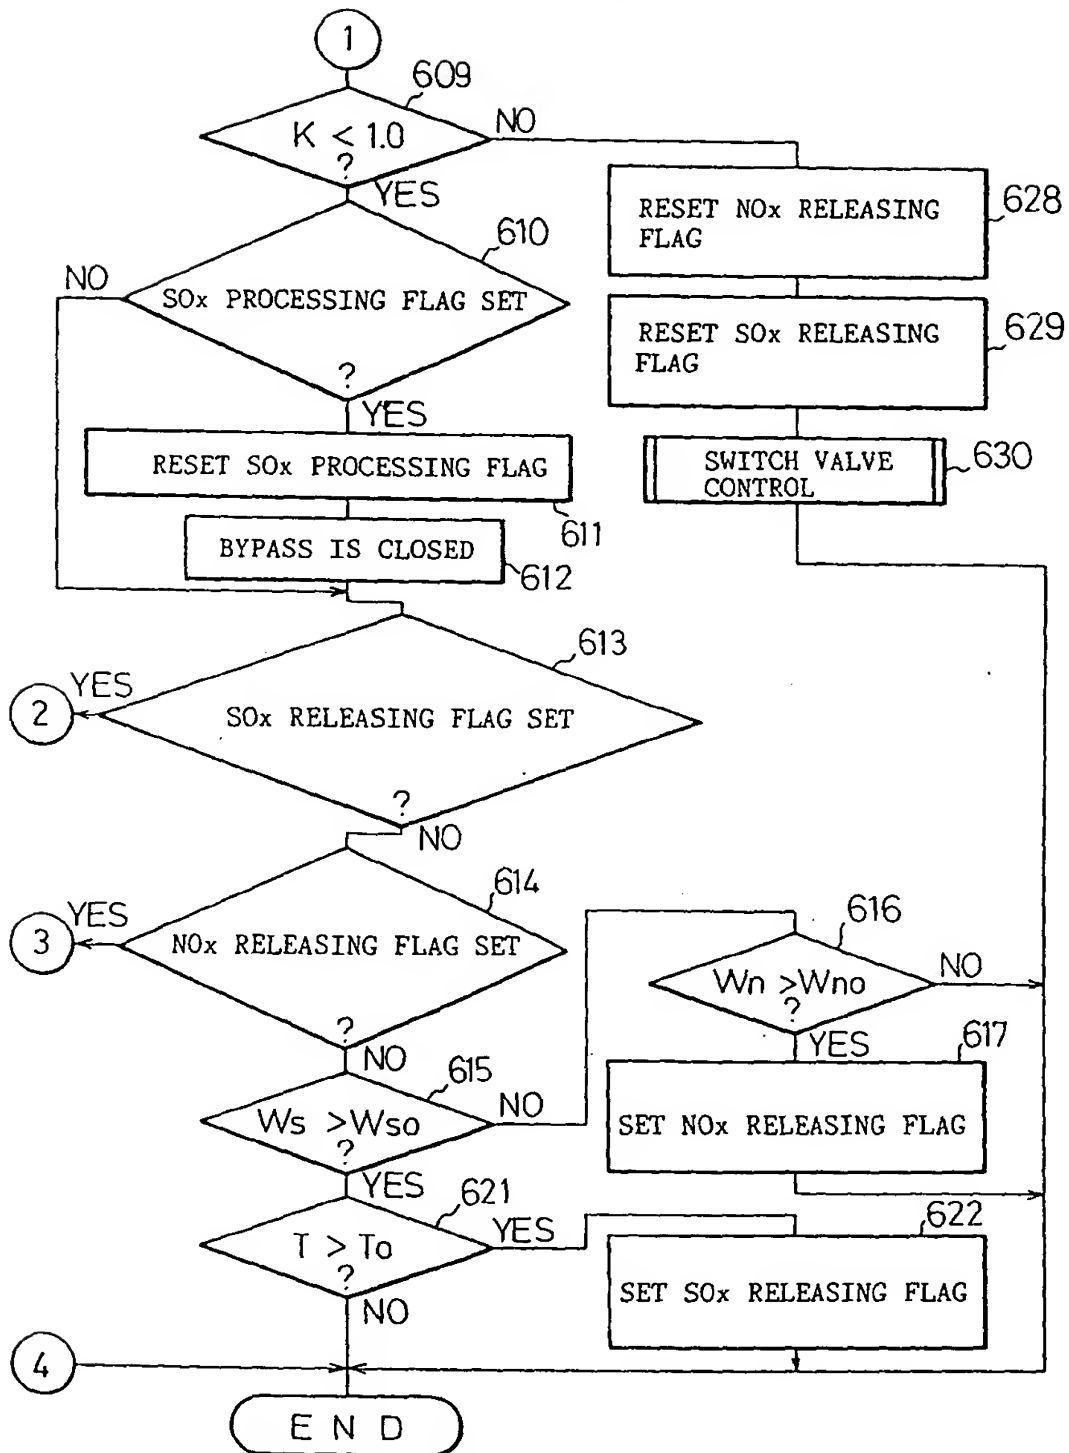 1
609
K < 1.0
?
NO
YES
RESET NOx RELEASING
FLAG
628
610
NO
SOx PROCESSING FLAG SET
?
YES
RESET SOx RELEASING
FLAG
629
RESET SOx PROCESSING FLAG
611
SWITCH VALVE
CONTROL
630
BYPASS IS CLOSED
612
613
YES
2
SOx RELEASING FLAG SET
?
NO
614
YES
3
NOx RELEASING FLAG SET
?
NO
616
Wn >Wno
?
NO
YES
615
Ws >Wso
?
NO
YES
617
SET NOx RELEASING FLAG
621
T > To
?
YES
NO
622
SET SOx RELEASING FLAG
4
END